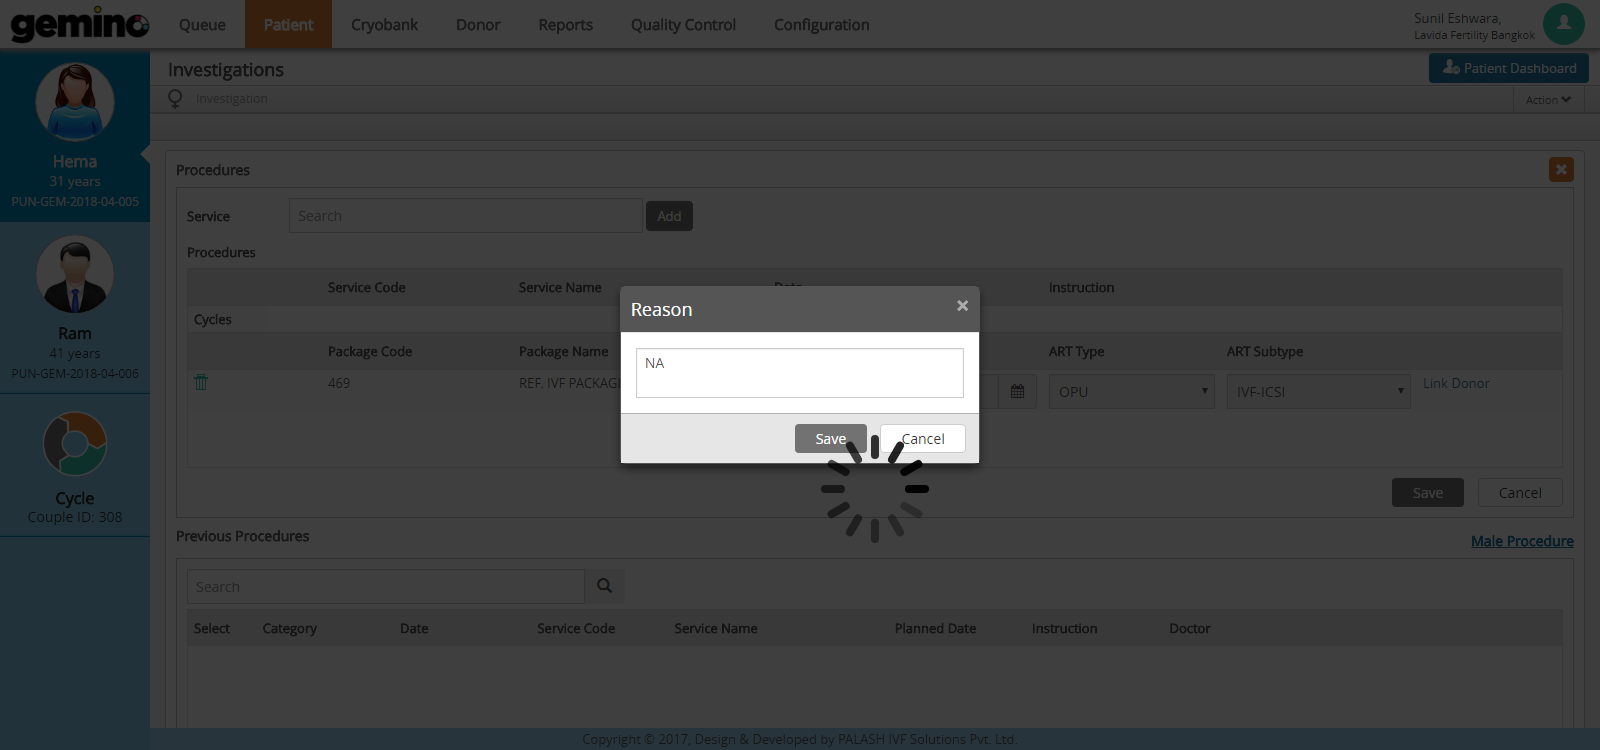 gemino
Queue Patient Cryobank Donor Reports Quality Control Configuration
Sunil Eshwara,
Lavida Fertility Bangkok
Investigations
Patient Dashboard
Investigation
Action
Hema
31 years
PUN-GEM-2018-04-005
Ram
41 years
PUN-GEM-2018-04-006
Cycle
Couple ID: 308
Procedures
Service Search Add
Procedures
Service Code Service Name Date Instruction
Cycles
Package Code Package Name ART Type ART Subtype
469 REF. IVF PACKAG OPU IVF-ICSI Link Donor
Reason
NA
Save Cancel
Save Cancel
Previous Procedures
Male Procedure
Search
Select Category Date Service Code Service Name Planned Date Instruction Doctor
Copyright © 2017, Design & Developed by PALASH IVF Solutions Pvt. Ltd.